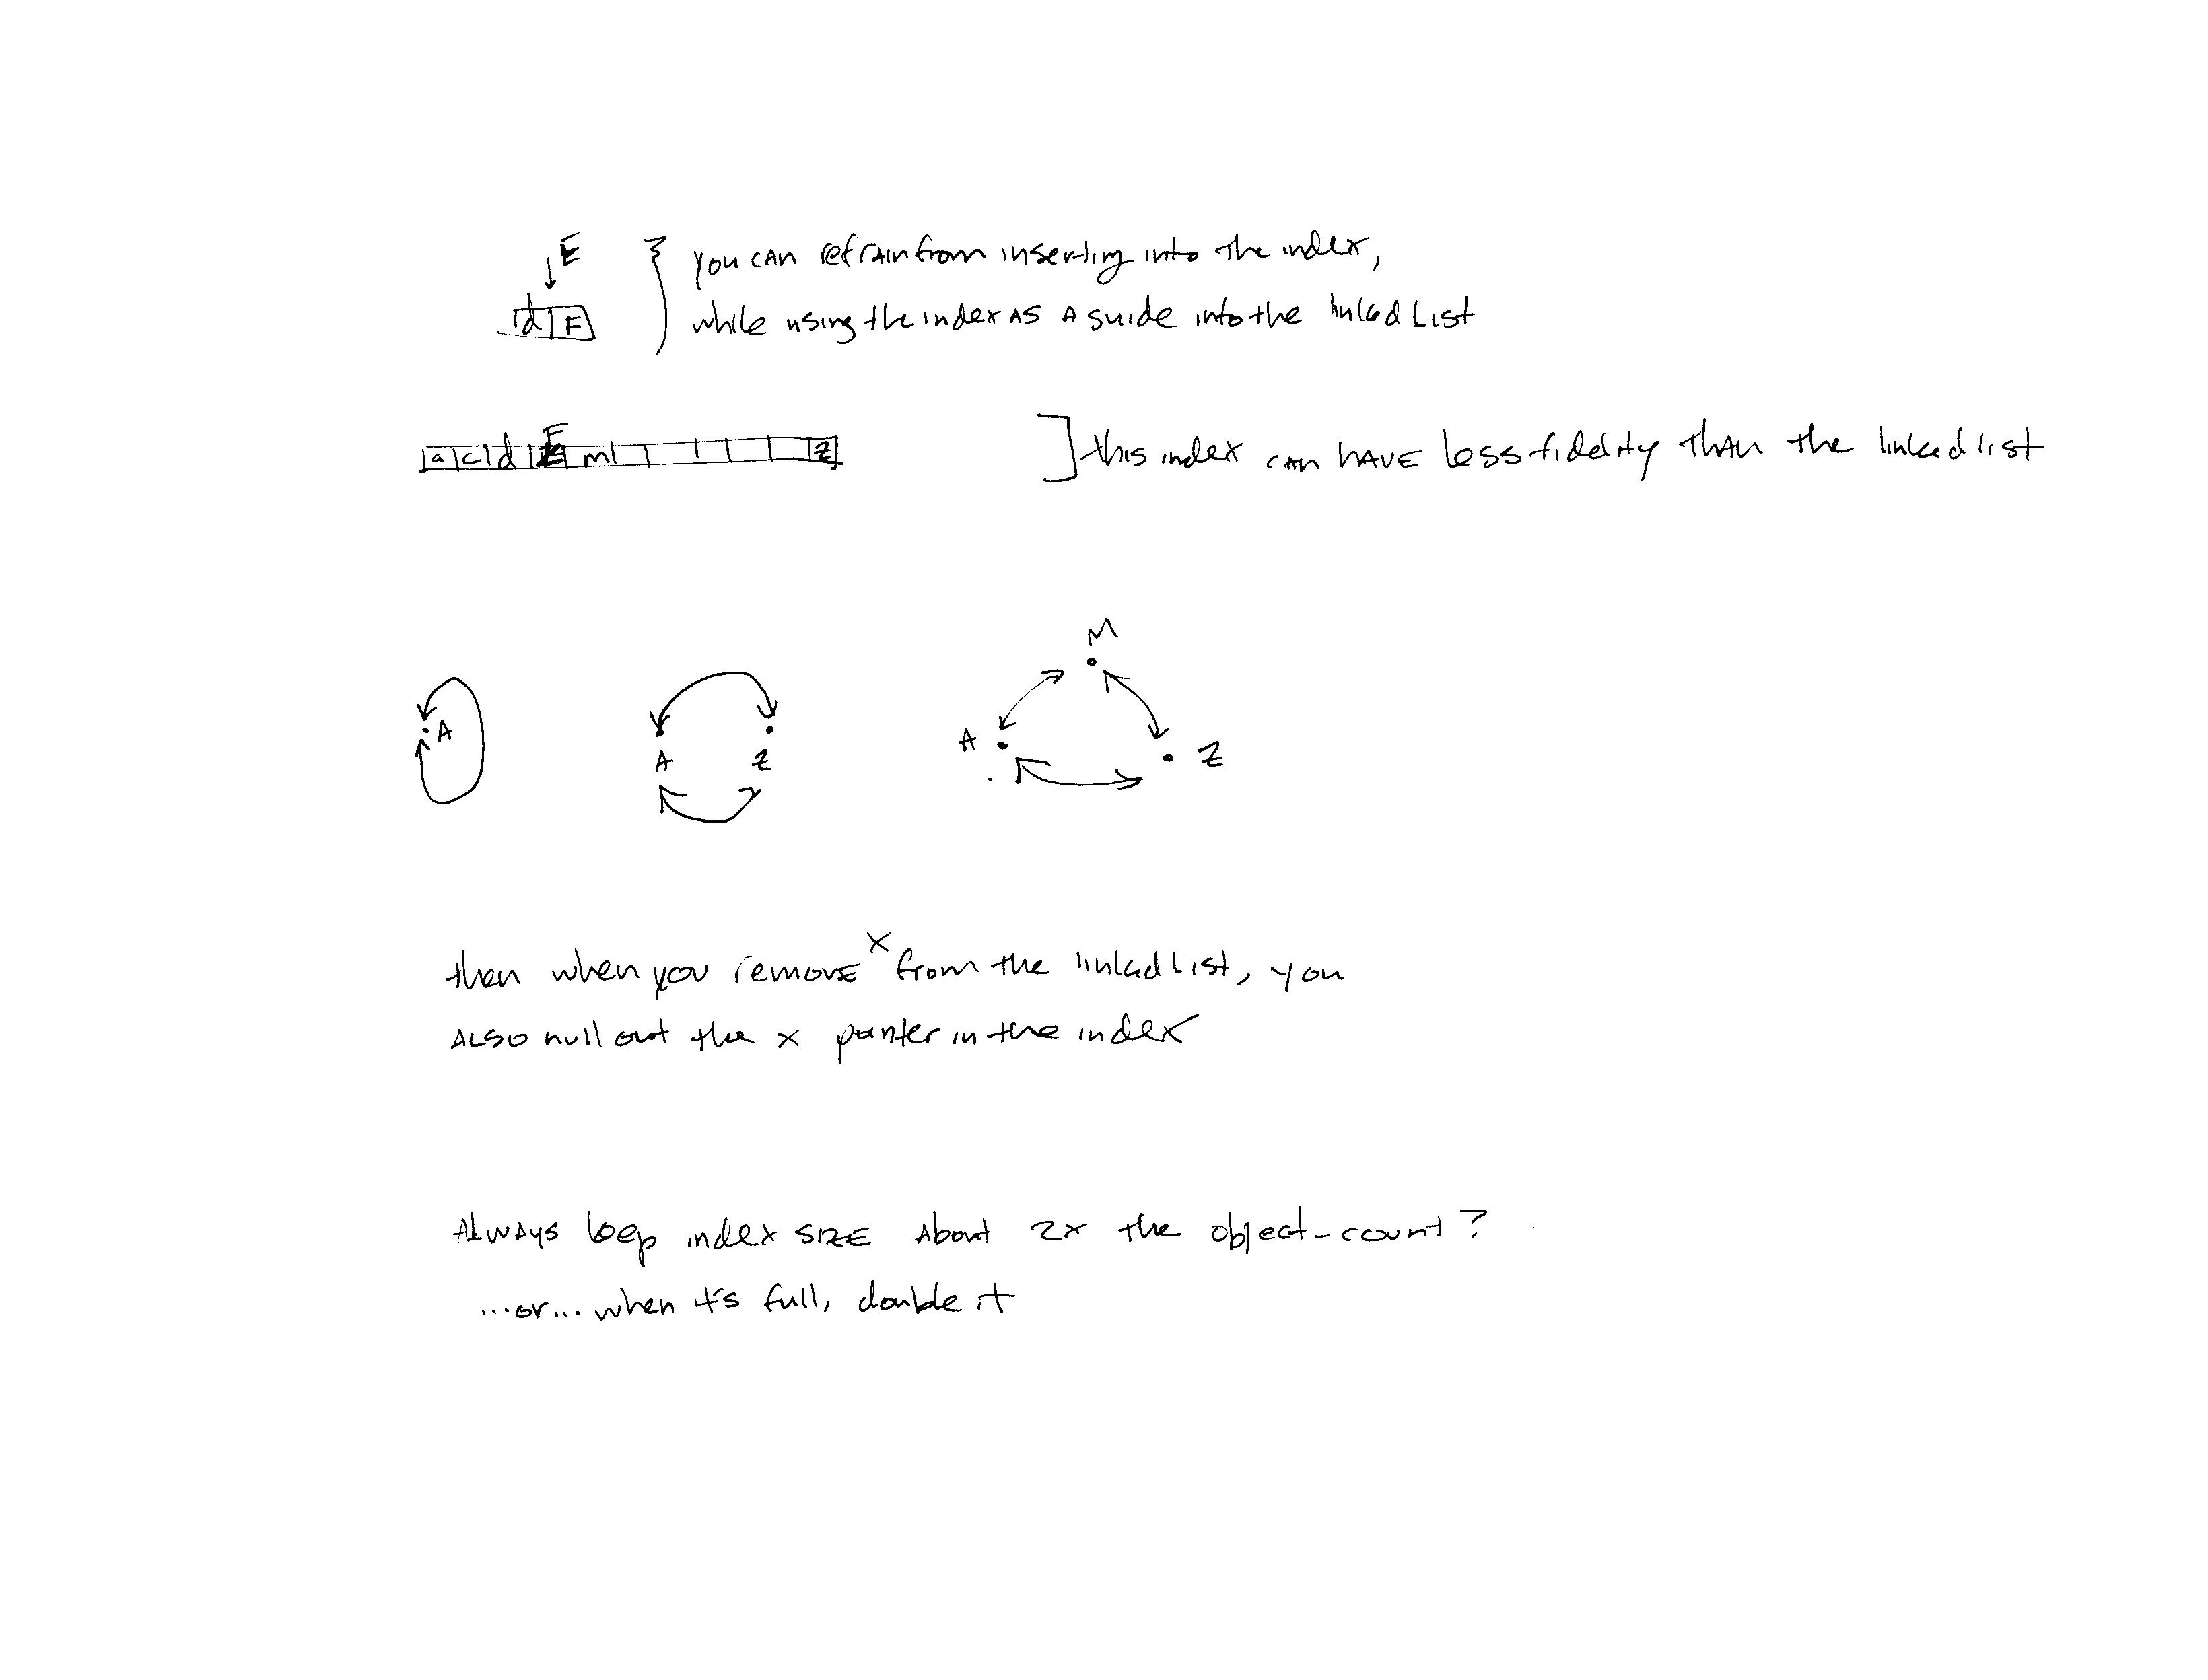 E
d F
you can refrain from inserting into the index,
while using the index as a guide into the linked list
E
a c d m z
this index can have less fidelity than the linked list
M
A
A z
A z
then when you remove x from the linked list, you
also null out the x pointer in the index
Always keep index size about 2x the object-count?
...or... when it's full, double it